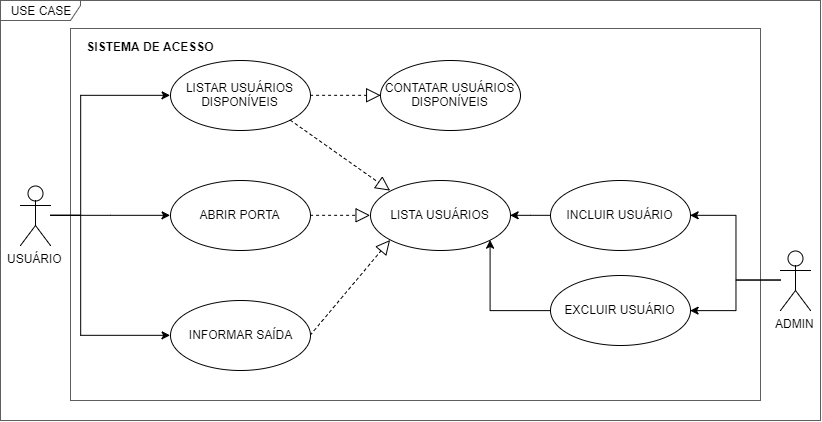 USE CASE
SISTEMA DE ACESSO
LISTAR USUÁRIOS
DISPONÍVEIS
CONTATAR USUÁRIOS
DISPONÍVEIS
ABRIR PORTA
LISTA USUÁRIOS
INCLUIR USUÁRIO
USUÁRIO
EXCLUIR USUÁRIO
ADMIN
INFORMAR SAÍDA